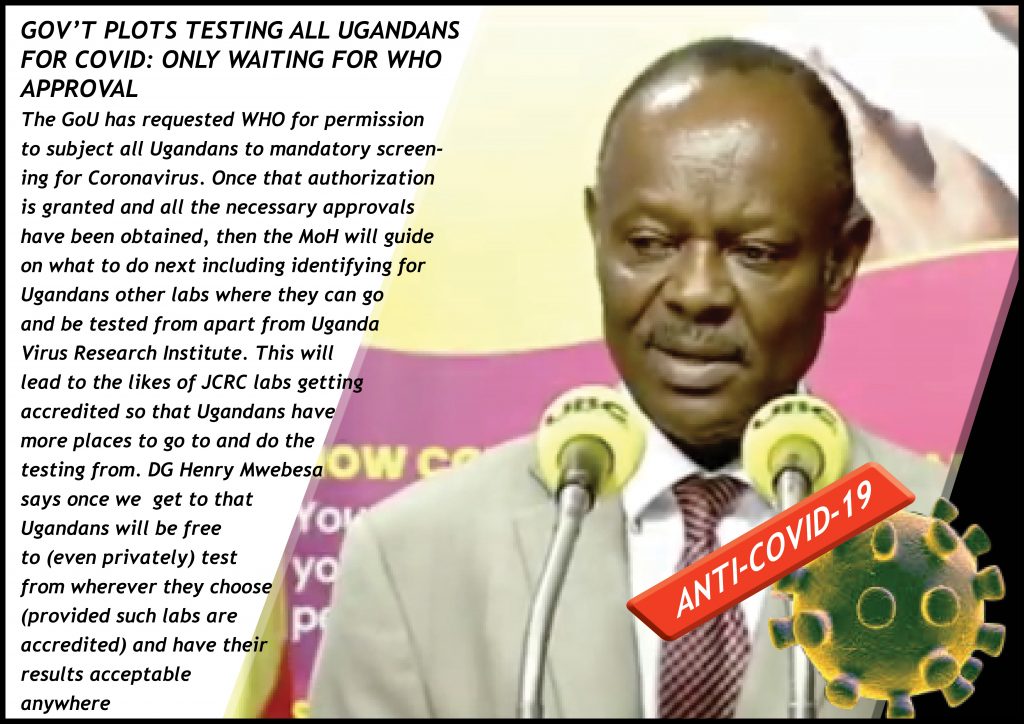 GOV’T PLOTS TESTING ALL UGANDANS
FOR COVID: ONLY WAITING FOR WHO
APPROVAL
The GoU has requested WHO for permission
to subject all Ugandans to mandatory screen-
ing for Coronavirus. Once that authorization
is granted and all the necessary approvals
have been obtained, then the MoH will guide
on what to do next including identifying for
Ugandans other labs where they can go
and be tested from apart from Uganda
Virus Research Institute. This will
lead to the likes of JCRC labs getting
accredited so that Ugandans have
more places to go to and do the
testing from. DG Henry Mwebesa
says once we  get to that
Ugandans will be free
to (even privately) test
from wherever they choose
(provided such labs are
accredited) and have their
results acceptable
anywhere
UBC
UBC
ANTI-COVID-19